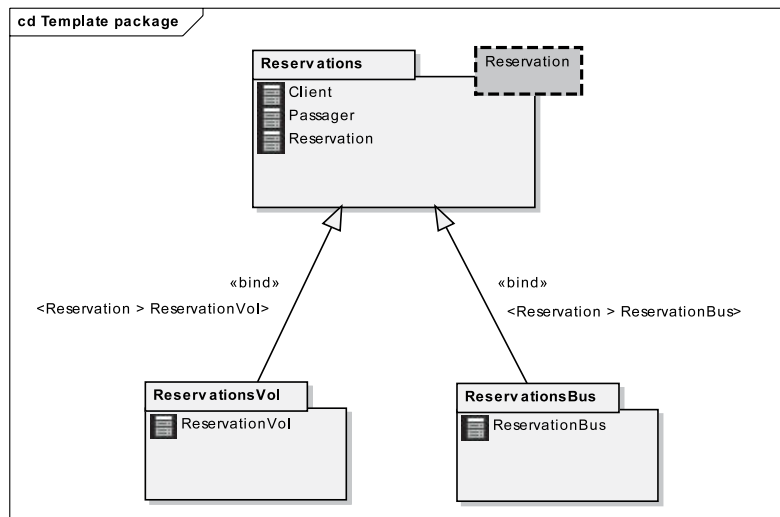 cd Template package
Reservations
Reservation
Client
Passager
Reservation
«bind»
<Reservation > ReservationVol>
«bind»
<Reservation > ReservationBus>
ReservationsVol
ReservationVol
ReservationsBus
ReservationBus